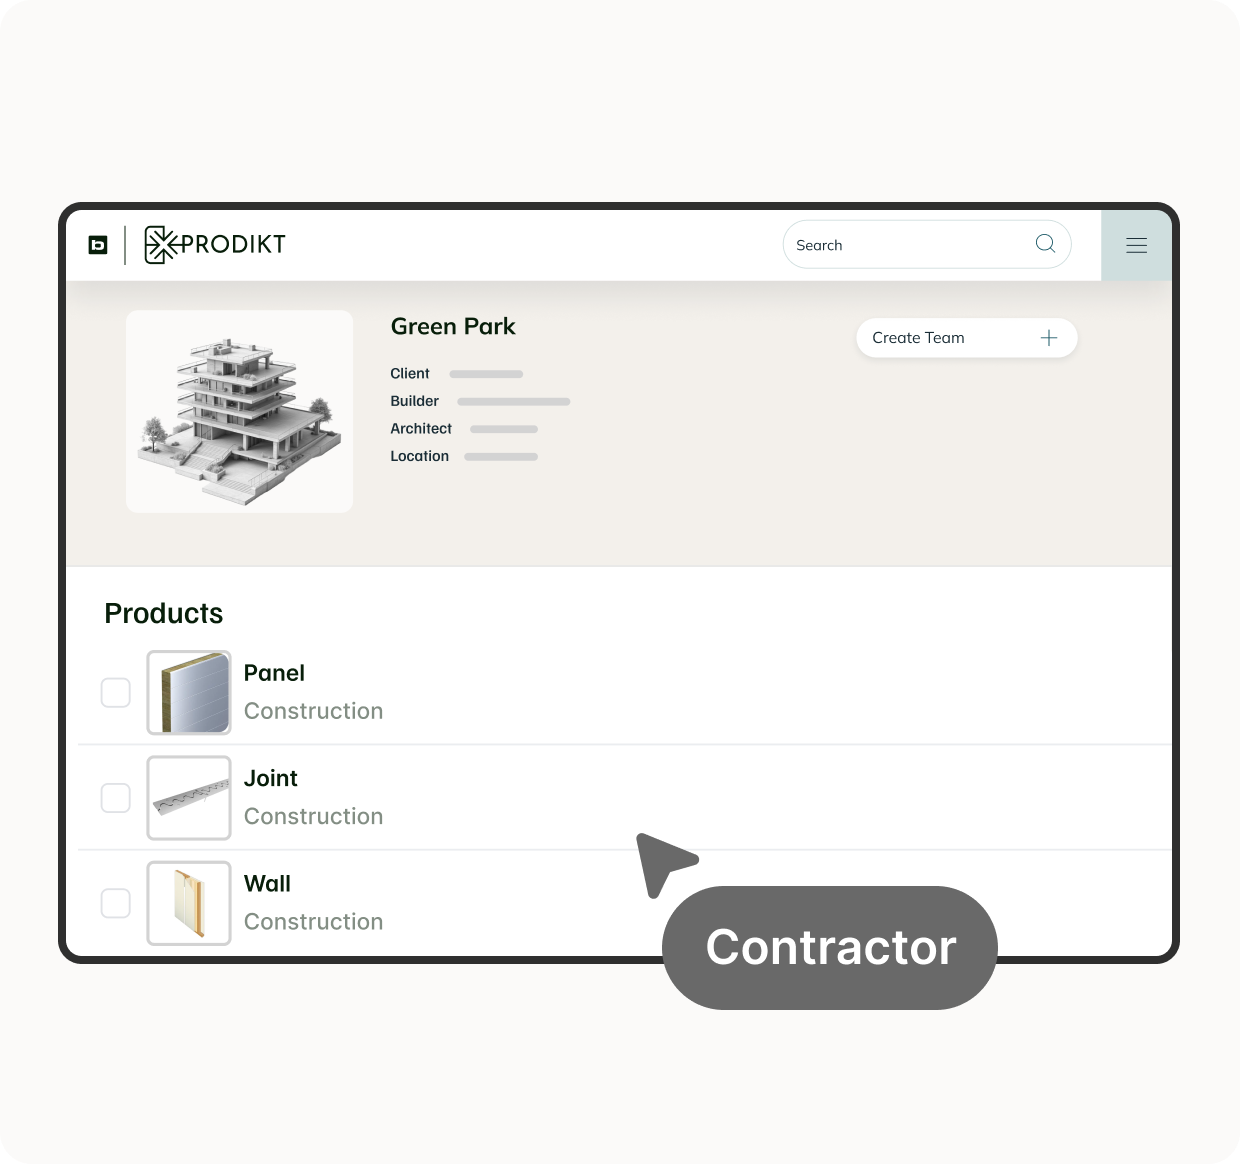 b PRODIKT
Search
Green Park
Create Team
Client
Builder
Architect
Location
Products
Panel
Construction
Joint
Construction
Wall
Construction
Contractor